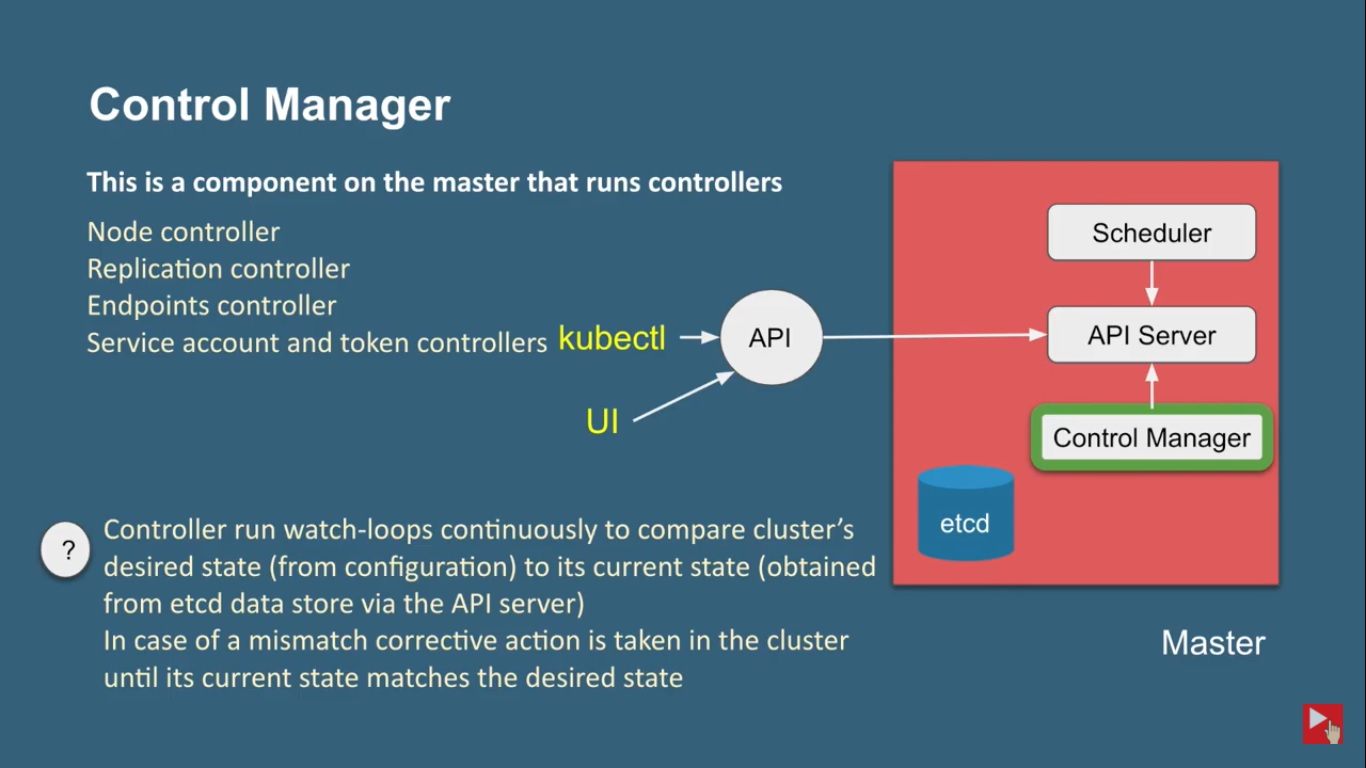 Control Manager
This is a component on the master that runs controllers
Node controller
Replication controller
Endpoints controller
Service account and token controllers
kubectl
UI
API
Scheduler
API Server
Control Manager
etcd
Master
?
Controller run watch-loops continuously to compare cluster’s
desired state (from configuration) to its current state (obtained
from etcd data store via the API server)
In case of a mismatch corrective action is taken in the cluster
until its current state matches the desired state